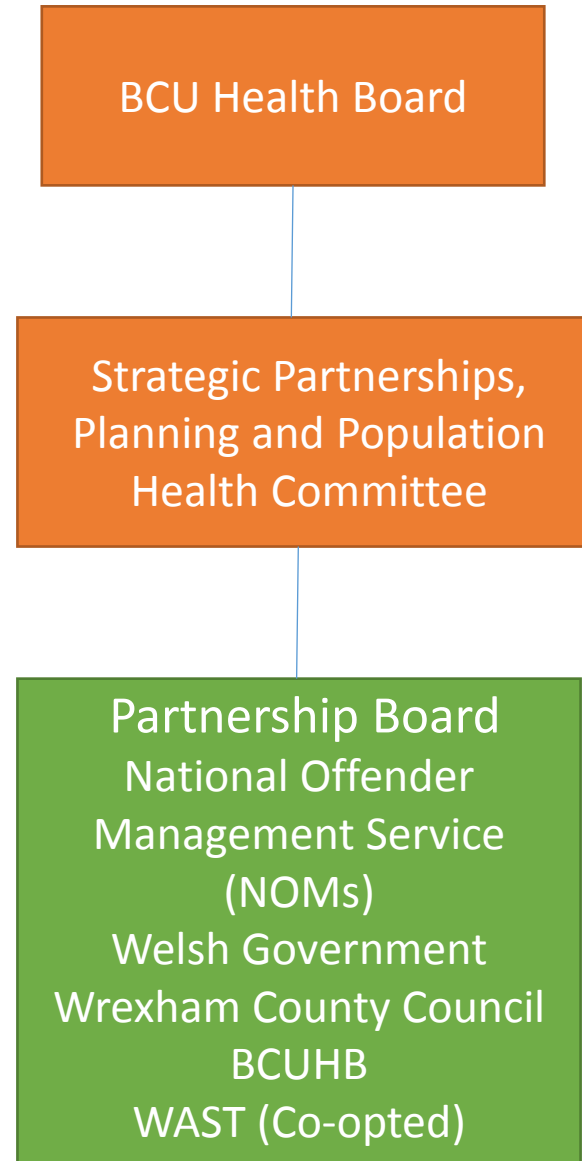 BCU Health Board
Strategic Partnerships,
Planning and Population
Health Committee
Partnership Board
National Offender
Management Service
(NOMs)
Welsh Government
Wrexham County Council
BCUHB
WAST (Co-opted)